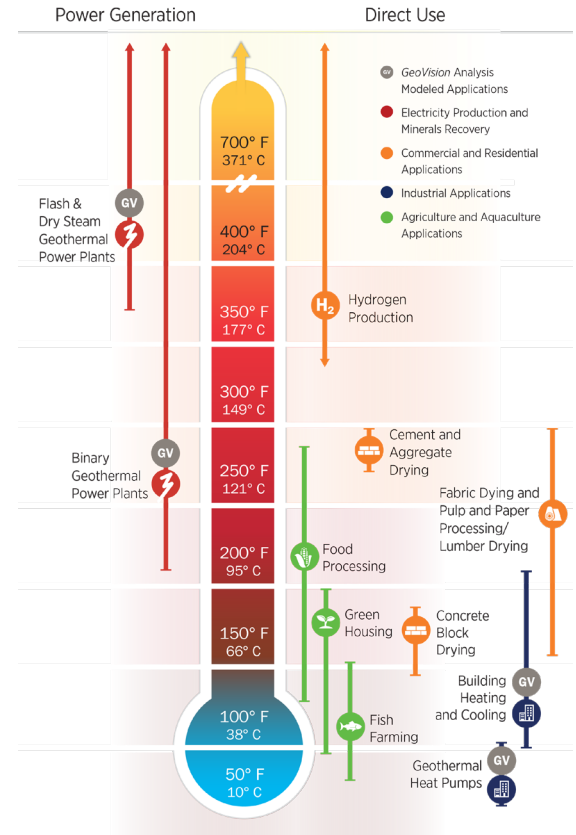 Power Generation
Direct Use
GV
GeoVision Analysis
Modeled Applications
Electricity Production and
Minerals Recovery
Commercial and Residential
Applications
Industrial Applications
Agriculture and Aquaculture
Applications
700° F
371° C
400° F
204° C
350° F
177° C
300° F
149° C
250° F
121° C
200° F
95° C
150° F
66° C
100° F
38° C
50° F
10° C
GV
Flash &
Dry Steam
Geothermal
Power Plants
GV
Binary
Geothermal
Power Plants
H2
Hydrogen
Production
Cement and
Aggregate
Drying
Fabric Dying and
Pulp and Paper
Processing/
Lumber Drying
Food
Processing
Green
Housing
Concrete
Block
Drying
GV
Building
Heating
and Cooling
Fish
Farming
GV
Geothermal
Heat Pumps